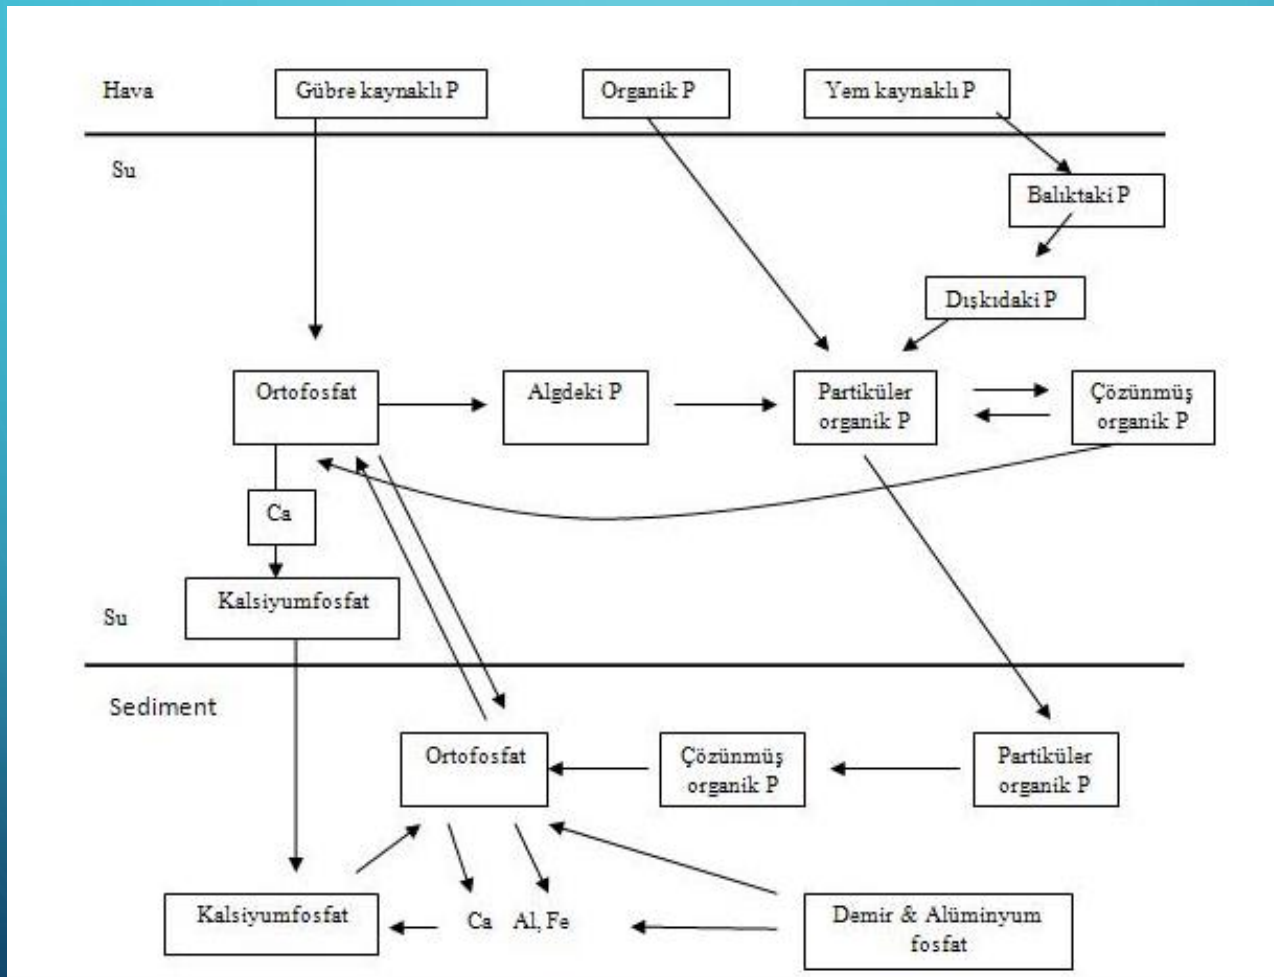 Hava
Gübre kaynaklı P
Organik P
Yem kaynaklı P
Su
Balıktaki P
Dışkıdaki P
Ortofosfat
Algdeki P
Partiküler
organik P
Çözünmüş
organik P
Ca
Kalsiyumfosfat
Su
Sediment
Ortofosfat
Çözünmüş
organik P
Partiküler
organik P
Kalsiyumfosfat
Ca
Al, Fe
Demir & Alüminyum
fosfat